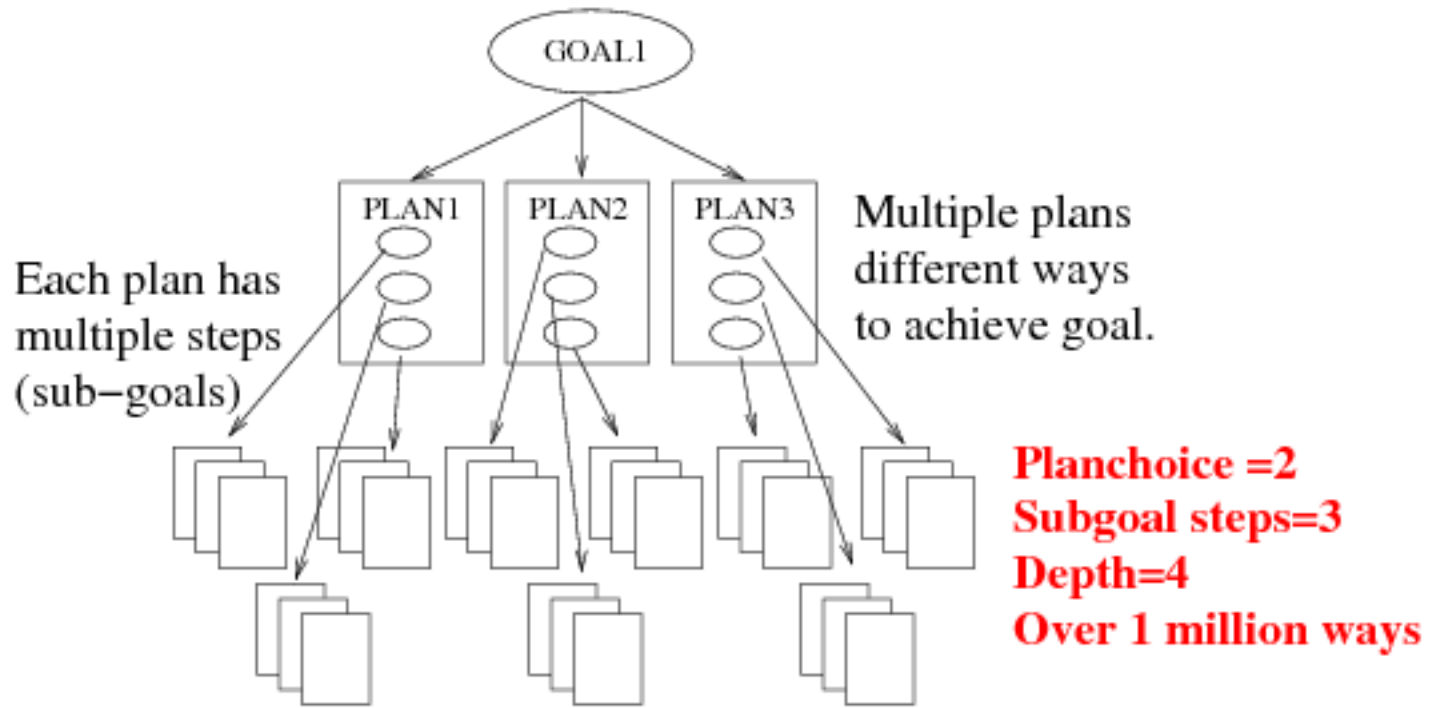 GOAL1
PLAN1
PLAN2
PLAN3
Each plan has
multiple steps
(sub−goals)
Multiple plans
different ways
to achieve goal.
Planchoice =2
Subgoal steps=3
Depth=4
Over 1 million ways